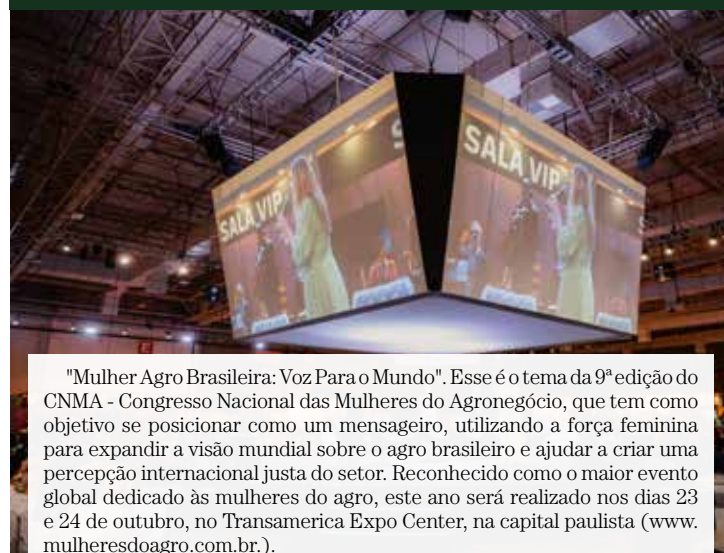 SALA VIP
S
SALA VIP
"Mulher Agro Brasileira: Voz Para o Mundo". Esse é o tema da 9ª edição do
CNMA - Congresso Nacional das Mulheres do Agronegócio, que tem como
objetivo se posicionar como um mensageiro, utilizando a força feminina
para expandir a visão mundial sobre o agro brasileiro e ajudar a criar uma
percepção internacional justa do setor. Reconhecido como o maior evento
global dedicado às mulheres do agro, este ano será realizado nos dias 23
e 24 de outubro, no Transamerica Expo Center, na capital paulista (www.
mulheresdoagro.com.br.).